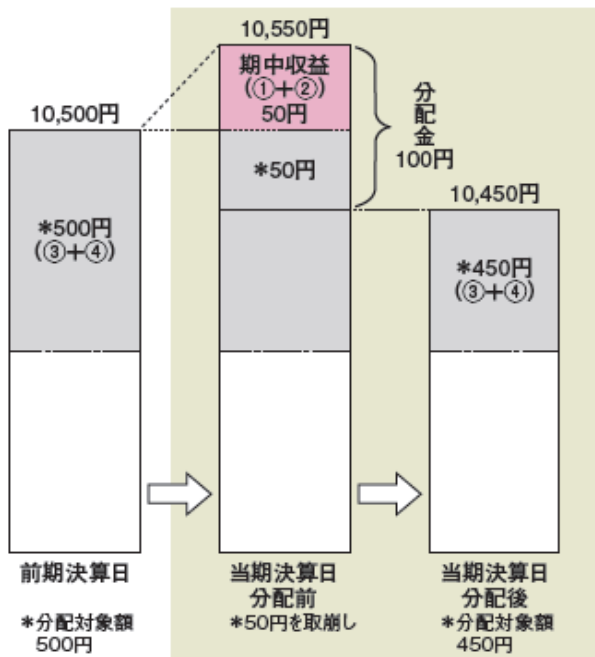 10,550円
期中収益
(①+②)
50円
分配金
100円
10,500円
*50円
10,450円
*500円
(③+④)
*450円
(③+④)
前期決算日
当期決算日
分配前
当期決算日
分配後
*分配対象額
500円
*50円を取崩し
*分配対象額
450円